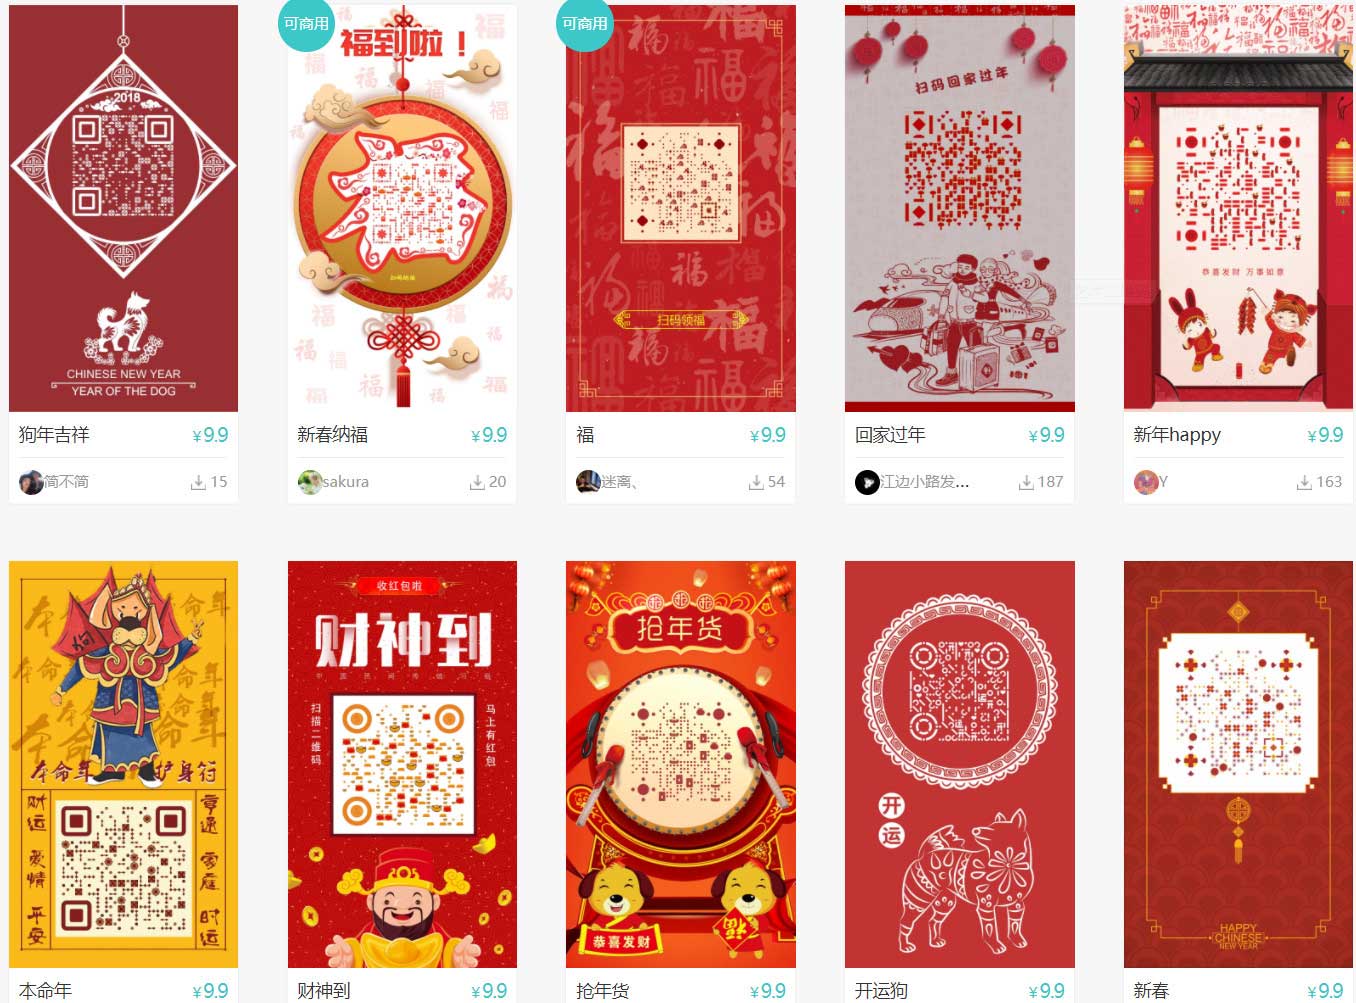 2018
CHINESE NEW YEAR
YEAR OF THE DOG
狗年吉祥
¥9.9
简不简
15
可商用
福到啦！
新春纳福
¥9.9
sakura
20
可商用
福
扫码领福
福
¥9.9
迷离、
54
扫码回家过年
回家过年
¥9.9
江边小路发...
187
恭喜发财 万事如意
新年happy
¥9.9
Y
163
本命年
本命年 护身符
财运 爱情 平安
亨通 家庭 时运
本命年
¥9.9
收红包啦
财神到
扫描二维码
马上有红包
财神到
¥9.9
抢年货
恭喜发财
福
抢年货
¥9.9
开运
开运狗
¥9.9
HAPPY
CHINESE
NEW YEAR
新春
¥9.9